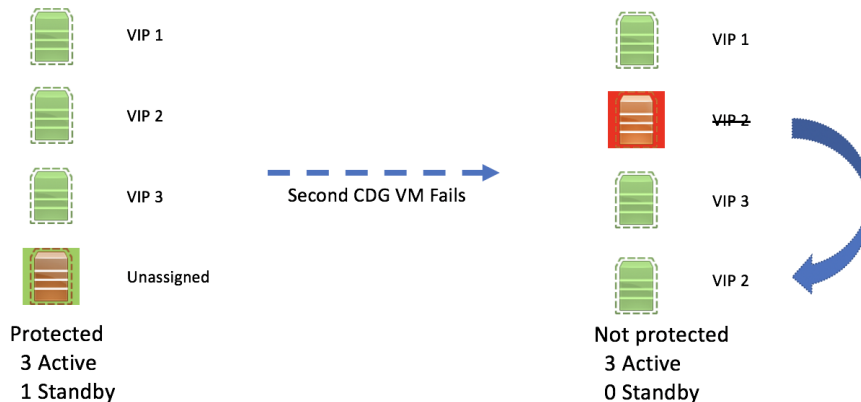 VIP 1
VIP 2
VIP 3
Unassigned
Protected
3 Active
1 Standby
Second CDG VM Fails
VIP 1
VIP 2
VIP 3
VIP 2
Not protected
3 Active
0 Standby